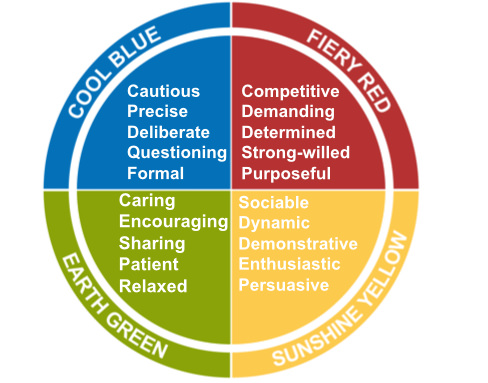 COOL BLUE
Cautious
Precise
Deliberate
Questioning
Formal
FIERY RED
Competitive
Demanding
Determined
Strong-willed
Purposeful
EARTH GREEN
Caring
Encouraging
Sharing
Patient
Relaxed
SUNSHINE YELLOW
Sociable
Dynamic
Demonstrative
Enthusiastic
Persuasive